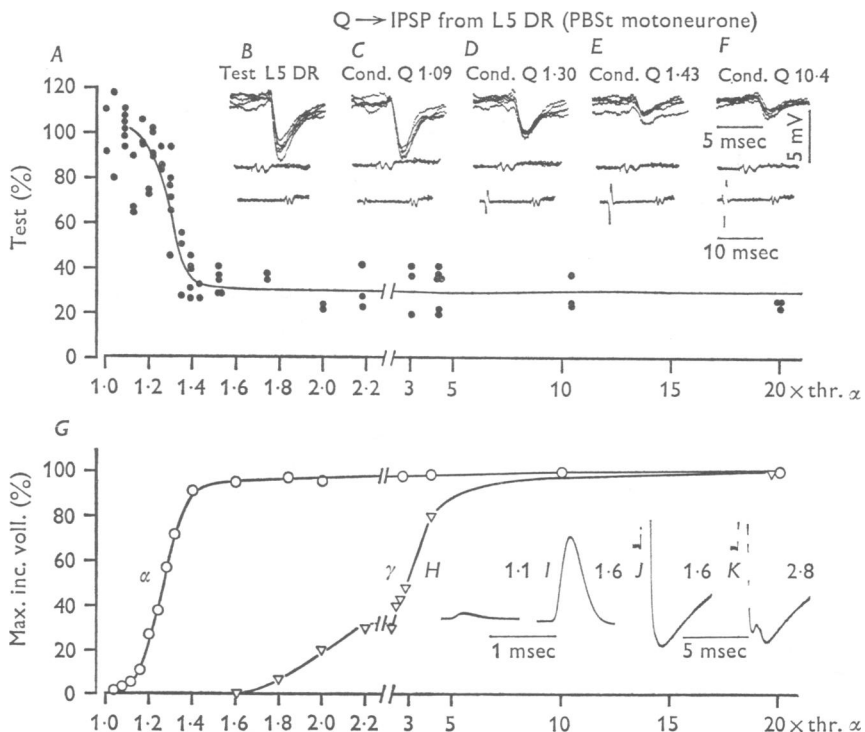 Q → IPSP from L5 DR (PBSt motoneurone)
A B C D E F
Test L5 DR Cond. Q 1·09 Cond. Q 1·30 Cond. Q 1·43 Cond. Q 10·4
120
100
80
60
40
20
0
Test (%)
5 msec
5 mV
10 msec
1·0 1·2 1·4 1·6 1·8 2·0 2·2 3 5 10 15 20 × thr. α
G
100
80
60
40
20
0
Max. inc. voll. (%)
α
γ H 1·1 I 1·6 J 1·6 K 2·8
1 msec 5 msec
1·0 1·2 1·4 1·6 1·8 2·0 2·2 3 5 10 15 20 × thr. α